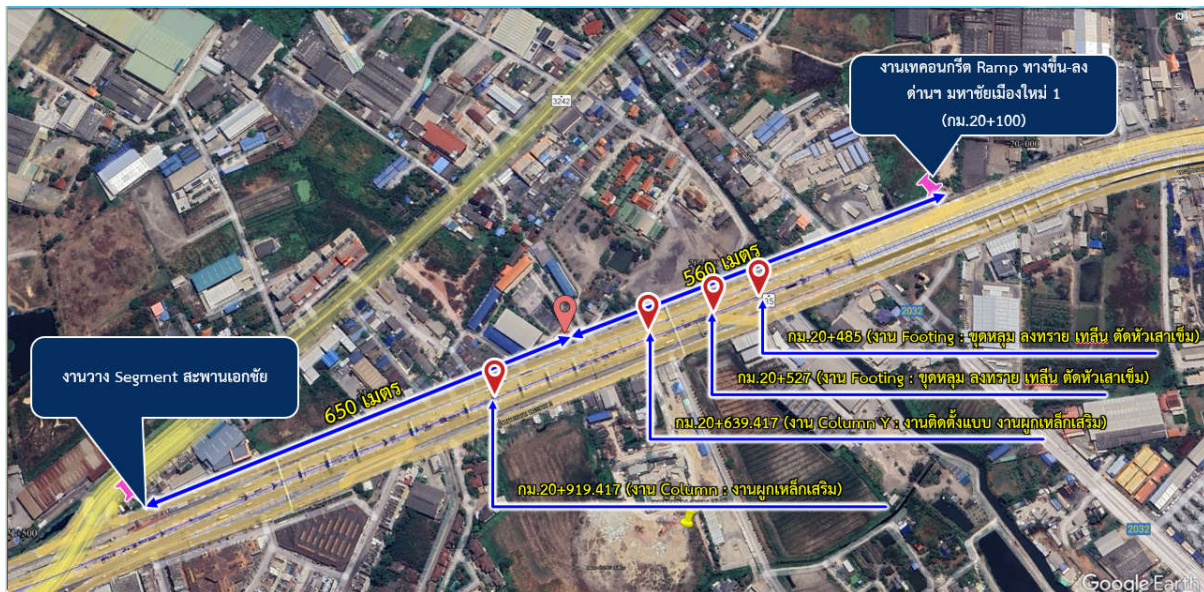 งานเทคอนกรีต Ramp ทางขึ้น-ลง
ด่านฯ มหาชัยเมืองใหม่ 1
(กม.20+100)
3242
560 เมตร
35
2032
กม.20+485 (งาน Footing : ขุดหลุม ลงทราย เทลีน ตัดหัวเสาเข็ม
งานวาง Segment สะพานเอกชัย
กม.20+527 (งาน Footing : ขุดหลุม ลงทราย เทลีน ตัดหัวเสาเข็ม)
650 เมตร
กม.20+639.417 (งาน Column Y : งานติดตั้งแบบ งานผูกเหล็กเสริม)
กม.20+919.417 (งาน Column : งานผูกเหล็กเสริม)
2032
Google Earth